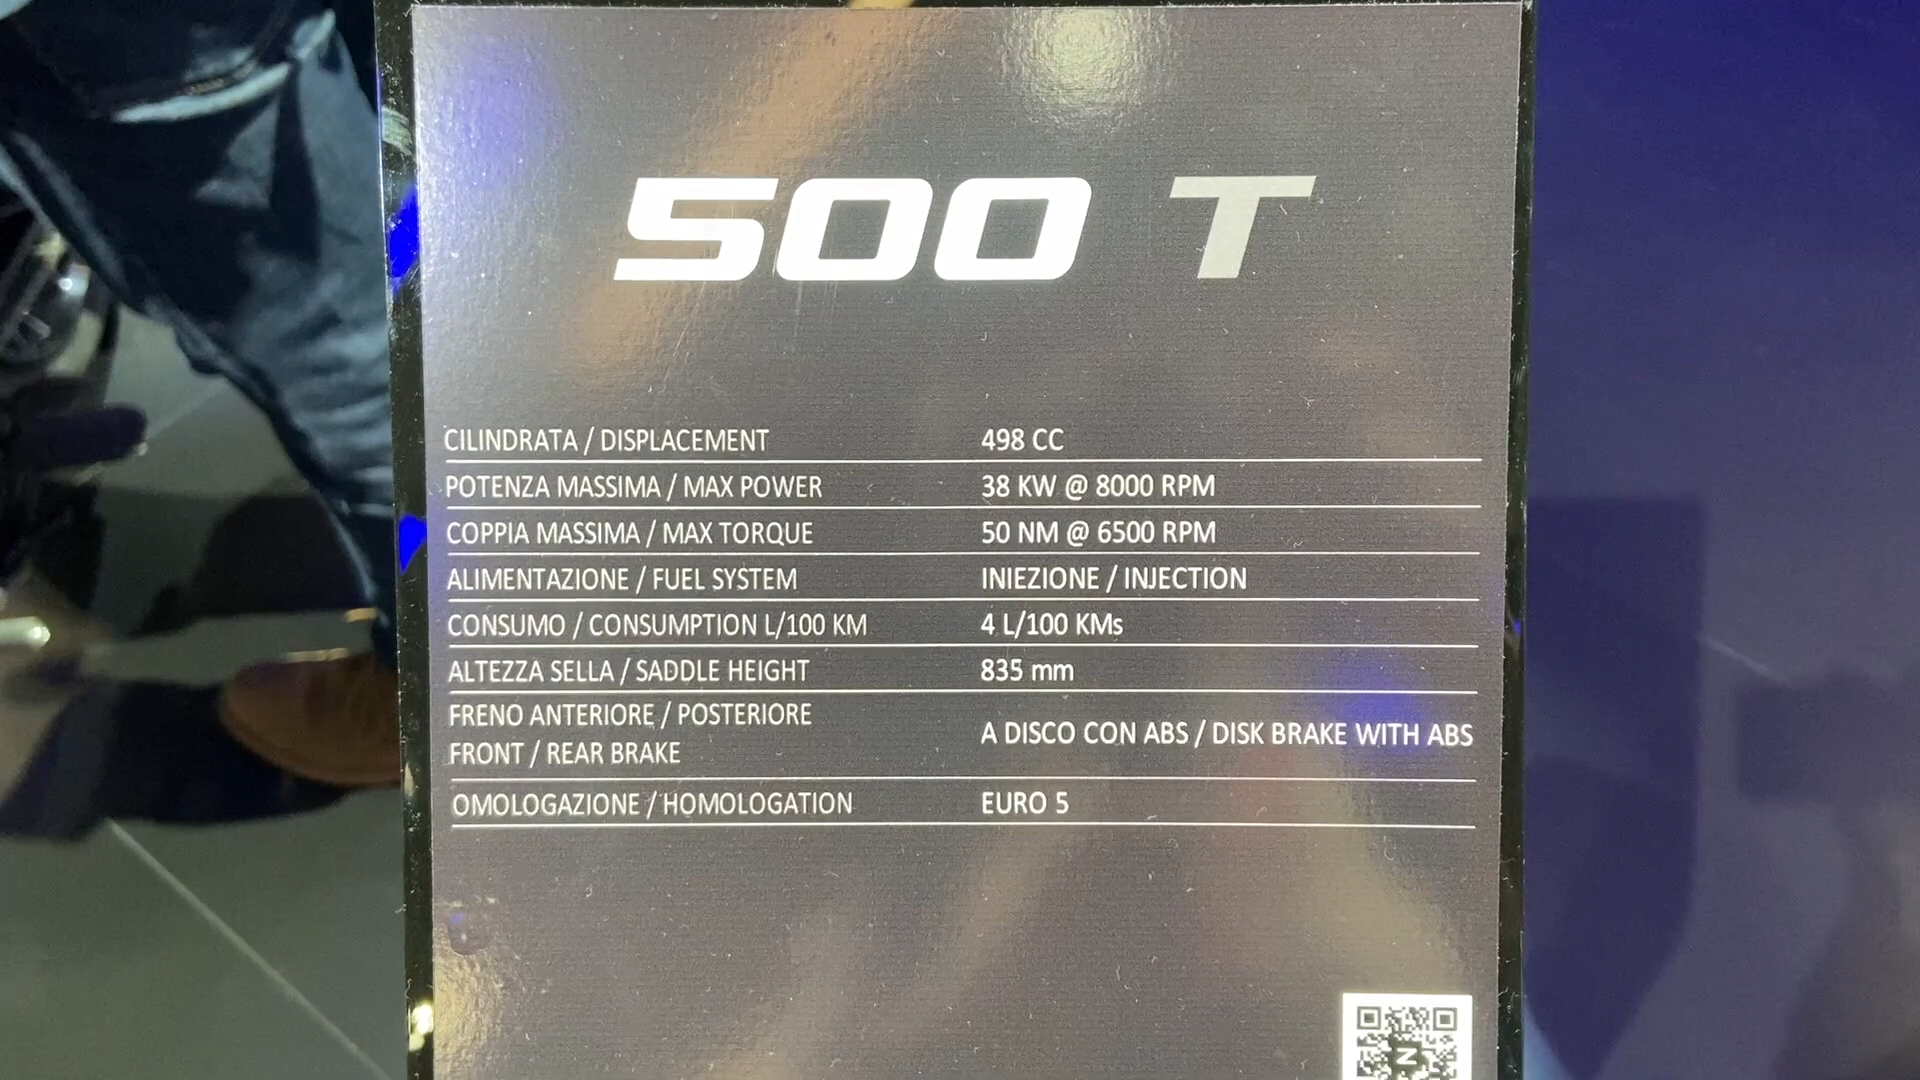 500 T
CILINDRATA / DISPLACEMENT 498 CC
POTENZA MASSIMA / MAX POWER 38 KW @ 8000 RPM
COPPIA MASSIMA / MAX TORQUE 50 NM @ 6500 RPM
ALIMENTAZIONE / FUEL SYSTEM INIEZIONE / INJECTION
CONSUMO / CONSUMPTION L/100 KM 4 L/100 KMs
ALTEZZA SELLA / SADDLE HEIGHT 835 mm
FRENO ANTERIORE / POSTERIORE
FRONT / REAR BRAKE
A DISCO CON ABS / DISK BRAKE WITH ABS
OMOLOGAZIONE / HOMOLOGATION EURO 5